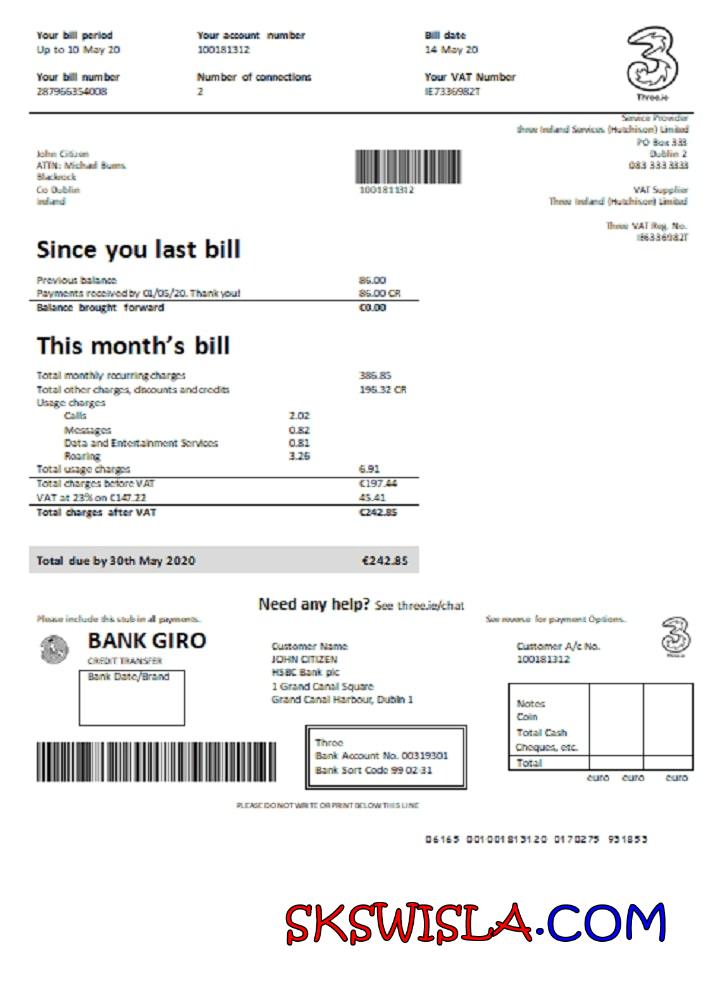 Your bill period
Up to 10 May 20
Your account number
100181312
Bill date
14 May 20
Your bill number
287966354008
Number of connections
2
Your VAT Number
IE7336982T
3
Three.ie
Service Provider
three Ireland Services (Hutchison) Limited
PO Box 333
Dublin 2
083 333 3333
VAT Supplier
Three Ireland (Hutchison) Limited
Three VAT Reg. No.
IE6336982T
John Citizen
ATTN: Michael Burns
Blackrock
Co Dublin
Ireland
1001811312
Since you last bill
Previous balance 86.00
Payments received by 01/05/20. Thank you! 86.00 CR
Balance brought forward €0.00
This month's bill
Total monthly recurring charges 386.85
Total other charges, discounts and credits 196.32 CR
Usage charges
Calls 2.02
Messages 0.82
Data and Entertainment Services 0.81
Roaring 3.26
Total usage charges 6.91
Total charges before VAT €197.44
VAT at 23% on €147.22 45.41
Total charges after VAT €242.85
Total due by 30th May 2020 €242.85
Need any help? See three.ie/chat
Please include this stub in all payments.
See reverse for payment Options.
BANK GIRO
CREDIT TRANSFER
Bank Date/Brand
Customer Name
JOHN CITIZEN
HSBC Bank plc
1 Grand Canal Square
Grand Canal Harbour, Dublin 1
Customer A/c No.
100181312
3
Three
Bank Account No. 00319301
Bank Sort Code 99 02 31
Notes
Coin
Total Cash
Cheques, etc.
Total
euro euro euro
PLEASE DO NOT WRITE OR PRINT BELOW THIS LINE
06165 001001813120 0170275 931853
SKSWISLA.COM